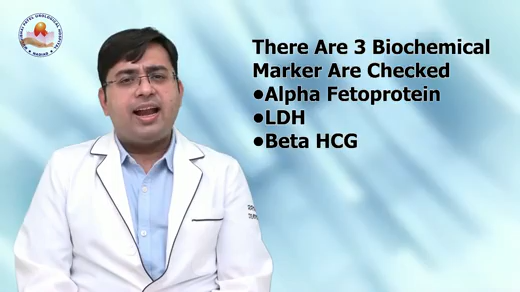 There Are 3 Biochemical
Marker Are Checked
●Alpha Fetoprotein
●LDH
●Beta HCG